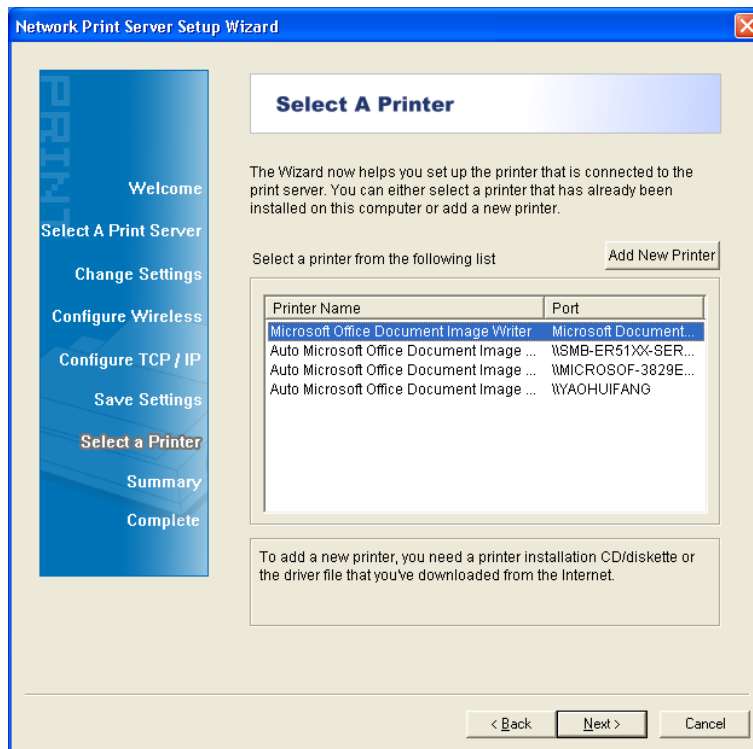 Network Print Server Setup Wizard
PRINT
Select A Printer
Welcome
Select A Print Server
Change Settings
Configure Wireless
Configure TCP / IP
Save Settings
Select a Printer
Summary
Complete
The Wizard now helps you set up the printer that is connected to the
print server. You can either select a printer that has already been
installed on this computer or add a new printer.
Select a printer from the following list
Add New Printer
Printer Name Port
Microsoft Office Document Image Writer Microsoft Document...
Auto Microsoft Office Document Image ... \\SMB-ER51XX-SER...
Auto Microsoft Office Document Image ... \\MICROSOF-3829E...
Auto Microsoft Office Document Image ... \\YAOHUIFANG
To add a new printer, you need a printer installation CD/diskette or
the driver file that you've downloaded from the Internet.
< Back Next > Cancel